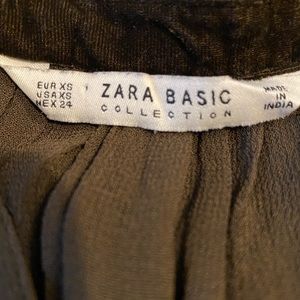 EUR XS
USA XS
MEX 24
ZARA BASIC
COLLECTION
MADE
IN
INDIA